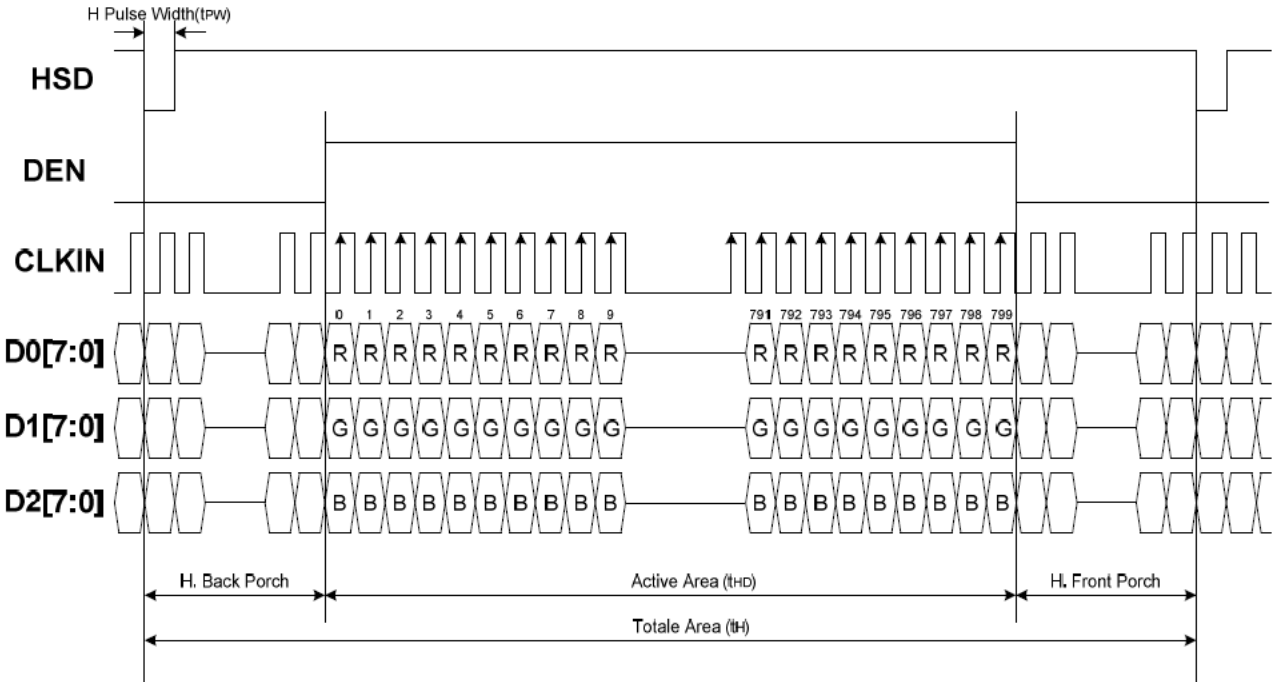 H Pulse Width(tPW)
HSD
DEN
CLKIN
0 1 2 3 4 5 6 7 8 9 791 792 793 794 795 796 797 798 799
D0[7:0] R R R R R R R R R R R R R R R R R R R
D1[7:0] G G G G G G G G G G G G G G G G G G G
D2[7:0] B B B B B B B B B B B B B B B B B B B
H. Back Porch Active Area (tHD) H. Front Porch
Totale Area (tH)